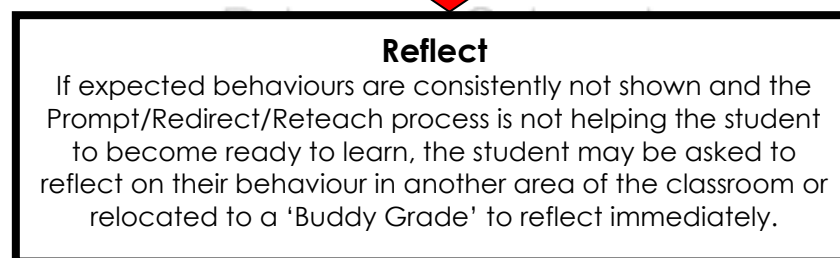 Reflect
If expected behaviours are consistently not shown and the
Prompt/Redirect/Reteach process is not helping the student
to become ready to learn, the student may be asked to
reflect on their behaviour in another area of the classroom or
relocated to a ‘Buddy Grade’ to reflect immediately.